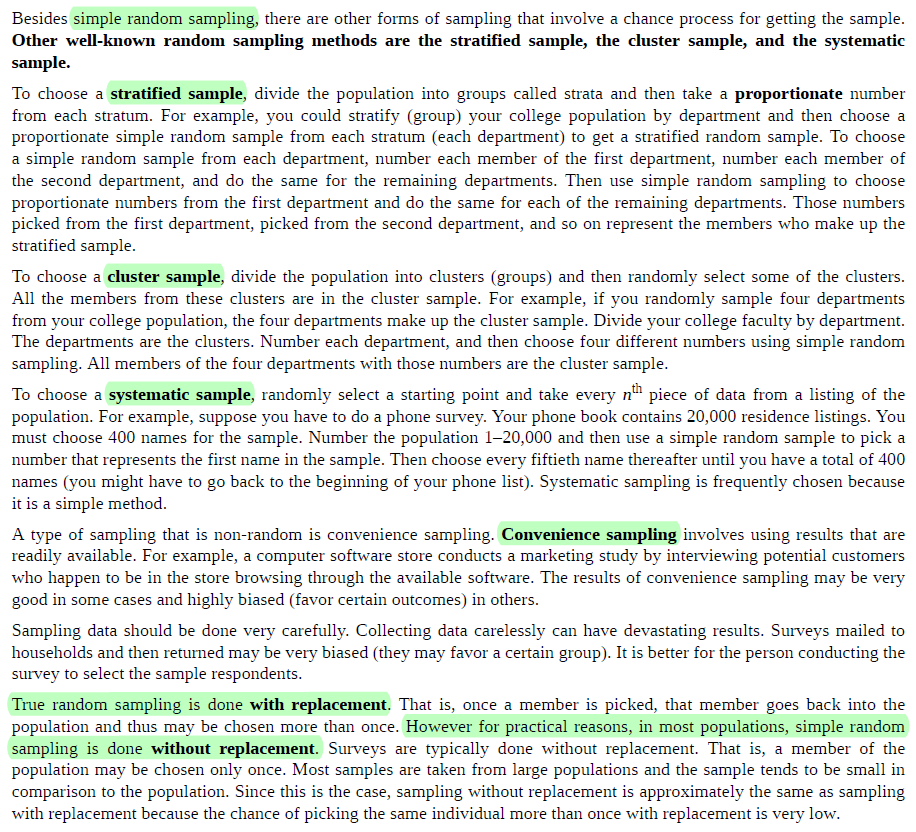 Besides simple random sampling, there are other forms of sampling that involve a chance process for getting the sample.
Other well-known random sampling methods are the stratified sample, the cluster sample, and the systematic
sample.
To choose a stratified sample, divide the population into groups called strata and then take a proportionate number
from each stratum. For example, you could stratify (group) your college population by department and then choose a
proportionate simple random sample from each stratum (each department) to get a stratified random sample. To choose
a simple random sample from each department, number each member of the first department, number each member of
the second department, and do the same for the remaining departments. Then use simple random sampling to choose
proportionate numbers from the first department and do the same for each of the remaining departments. Those numbers
picked from the first department, picked from the second department, and so on represent the members who make up the
stratified sample.
To choose a cluster sample, divide the population into clusters (groups) and then randomly select some of the clusters.
All the members from these clusters are in the cluster sample. For example, if you randomly sample four departments
from your college population, the four departments make up the cluster sample. Divide your college faculty by department.
The departments are the clusters. Number each department, and then choose four different numbers using simple random
sampling. All members of the four departments with those numbers are the cluster sample.
To choose a systematic sample, randomly select a starting point and take every nth piece of data from a listing of the
population. For example, suppose you have to do a phone survey. Your phone book contains 20,000 residence listings. You
must choose 400 names for the sample. Number the population 1–20,000 and then use a simple random sample to pick a
number that represents the first name in the sample. Then choose every fiftieth name thereafter until you have a total of 400
names (you might have to go back to the beginning of your phone list). Systematic sampling is frequently chosen because
it is a simple method.
A type of sampling that is non-random is convenience sampling. Convenience sampling involves using results that are
readily available. For example, a computer software store conducts a marketing study by interviewing potential customers
who happen to be in the store browsing through the available software. The results of convenience sampling may be very
good in some cases and highly biased (favor certain outcomes) in others.
Sampling data should be done very carefully. Collecting data carelessly can have devastating results. Surveys mailed to
households and then returned may be very biased (they may favor a certain group). It is better for the person conducting the
survey to select the sample respondents.
True random sampling is done with replacement. That is, once a member is picked, that member goes back into the
population and thus may be chosen more than once. However for practical reasons, in most populations, simple random
sampling is done without replacement. Surveys are typically done without replacement. That is, a member of the
population may be chosen only once. Most samples are taken from large populations and the sample tends to be small in
comparison to the population. Since this is the case, sampling without replacement is approximately the same as sampling
with replacement because the chance of picking the same individual more than once with replacement is very low.